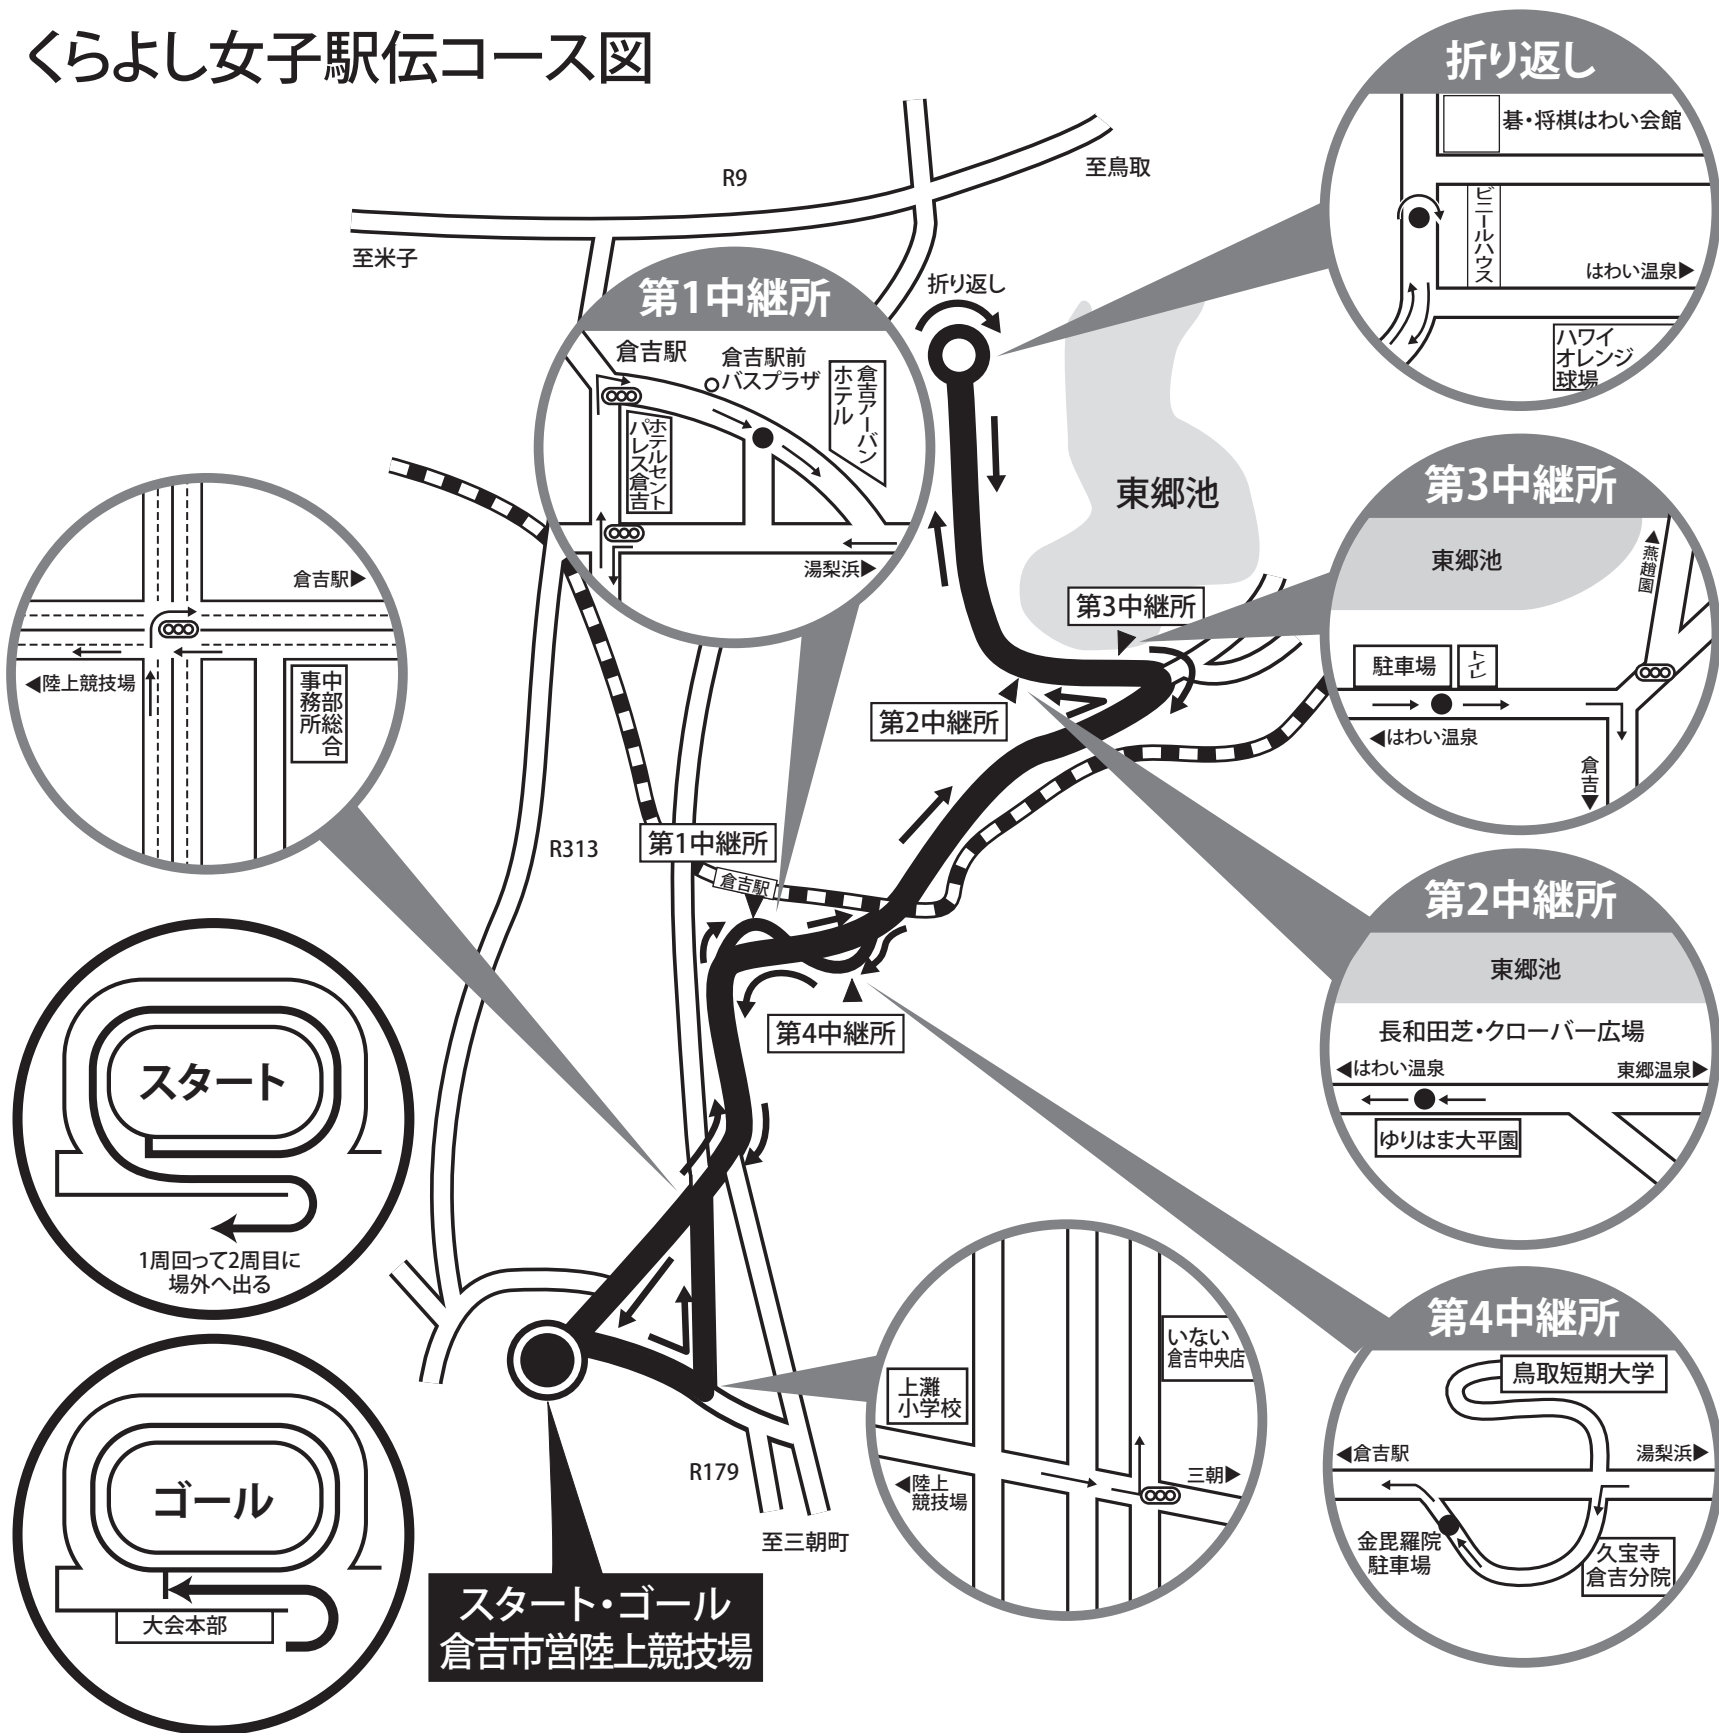 くらよし女子駅伝コース図
R9
至鳥取
至米子
折り返し
東郷池
第3中継所
第2中継所
第1中継所
倉吉駅
第4中継所
R313
R179
至三朝町
スタート・ゴール
倉吉市営陸上競技場
折り返し
碁・将棋はわい会館
ビニールハウス
はわい温泉▶
ハワイ
オレンジ
球場
第1中継所
倉吉駅
倉吉駅前
バスプラザ
倉吉アーバン
ホテル
ホテルセント
パレス倉吉
湯梨浜▶
第3中継所
東郷池
▲燕趙園
駐車場
トイレ
◀はわい温泉
倉吉▼
第2中継所
東郷池
長和田芝・クローバー広場
◀はわい温泉
東郷温泉▶
ゆりはま大平園
第4中継所
鳥取短期大学
◀倉吉駅
湯梨浜▶
金毘羅院
駐車場
久宝寺
倉吉分院
倉吉駅▶
◀陸上競技場
中部総合
事務所
いない
倉吉中央店
上灘
小学校
◀陸上
競技場
三朝▶
スタート
1周回って2周目に
場外へ出る
ゴール
大会本部